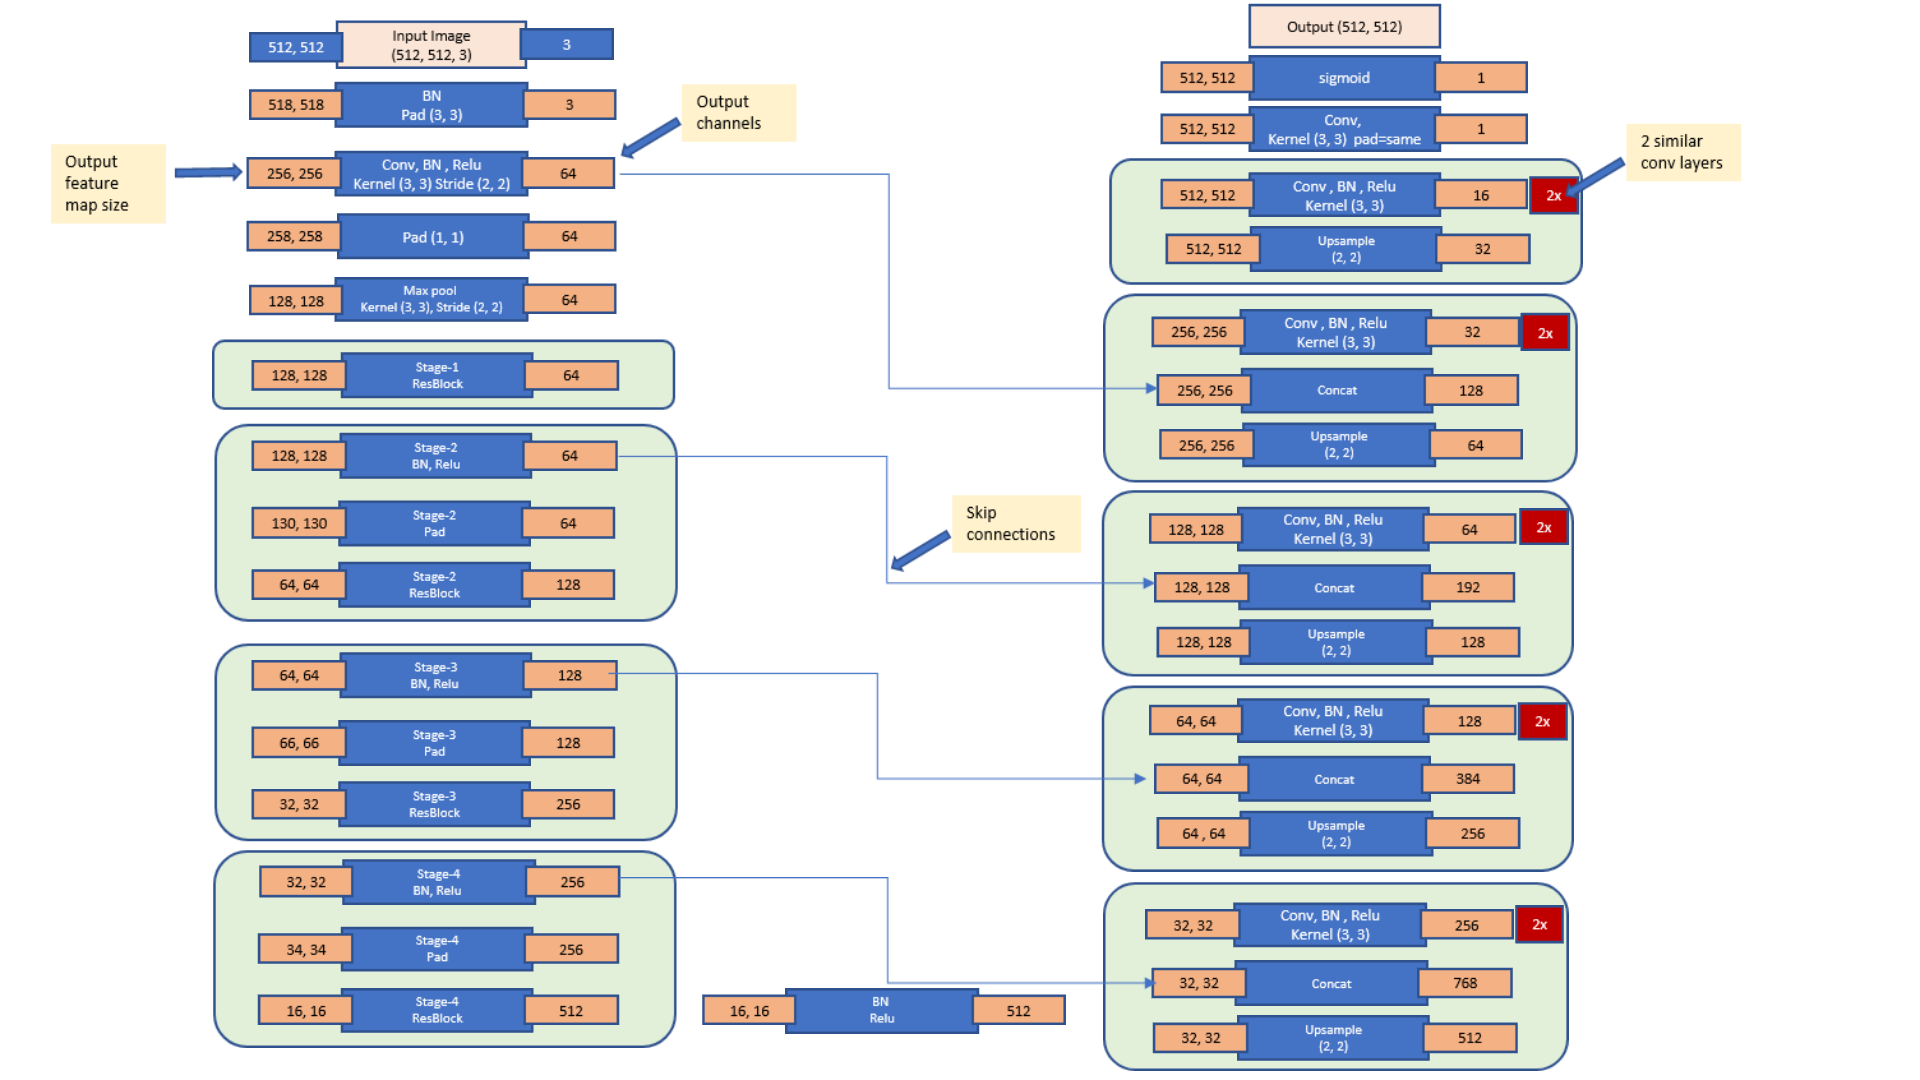 512, 512
Input Image
(512, 512, 3)
3
518, 518
BN
Pad (3, 3)
3
Output
channels
Output
feature
map size
256, 256
Conv, BN , Relu
Kernel (3, 3) Stride (2, 2)
64
258, 258
Pad (1, 1)
64
128, 128
Max pool
Kernel (3, 3), Stride (2, 2)
64
128, 128
Stage-1
ResBlock
64
128, 128
Stage-2
BN, Relu
64
130, 130
Stage-2
Pad
64
64, 64
Stage-2
ResBlock
128
64, 64
Stage-3
BN, Relu
128
66, 66
Stage-3
Pad
128
32, 32
Stage-3
ResBlock
256
32, 32
Stage-4
BN, Relu
256
34, 34
Stage-4
Pad
256
16, 16
Stage-4
ResBlock
512
16, 16
BN
Relu
512
Skip
connections
Output (512, 512)
512, 512
sigmoid
1
512, 512
Conv,
Kernel (3, 3) pad=same
1
2 similar
conv layers
512, 512
Conv , BN , Relu
Kernel (3, 3)
16
2x
512, 512
Upsample
(2, 2)
32
256, 256
Conv , BN , Relu
Kernel (3, 3)
32
2x
256, 256
Concat
128
256, 256
Upsample
(2, 2)
64
128, 128
Conv, BN , Relu
Kernel (3, 3)
64
2x
128, 128
Concat
192
128, 128
Upsample
(2, 2)
128
64, 64
Conv, BN , Relu
Kernel (3, 3)
128
2x
64, 64
Concat
384
64 , 64
Upsample
(2, 2)
256
32, 32
Conv, BN , Relu
Kernel (3, 3)
256
2x
32, 32
Concat
768
32, 32
Upsample
(2, 2)
512